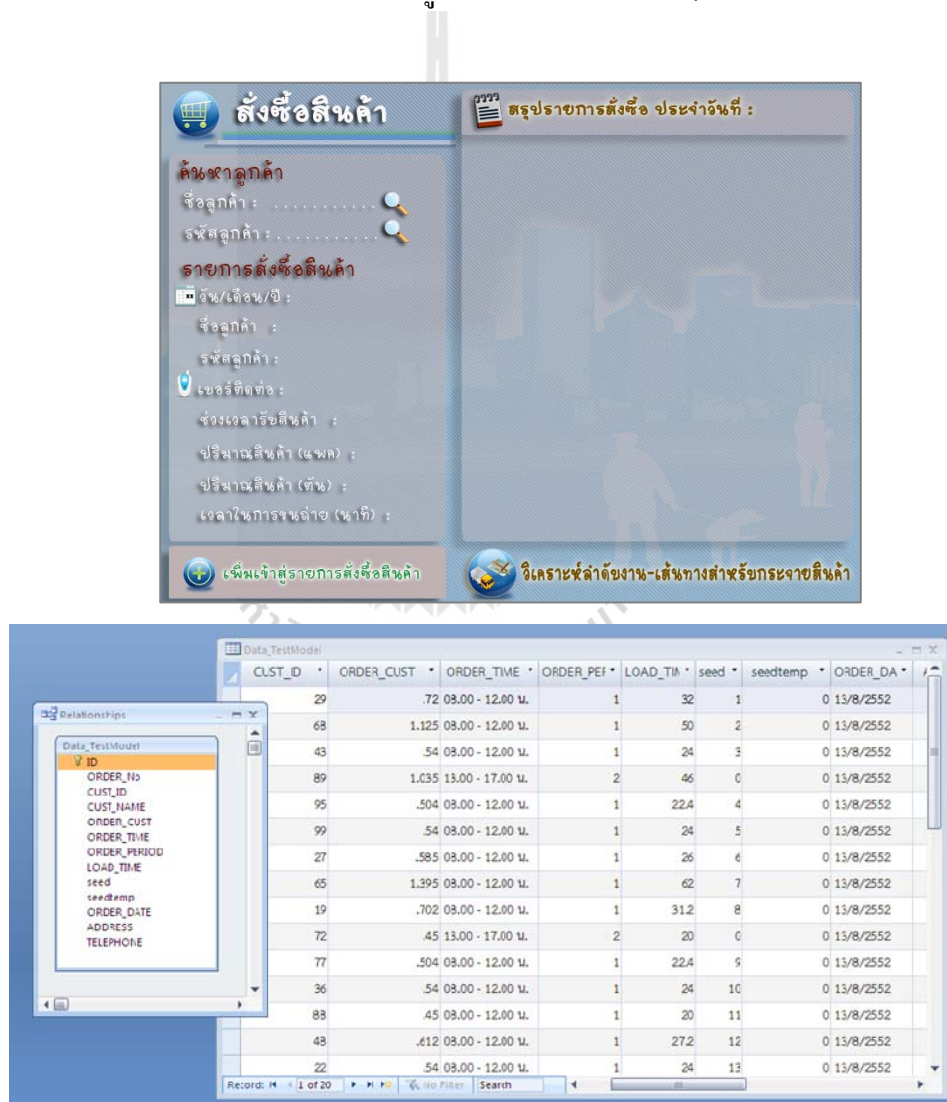 สั่งซื้อสินค้า
สรุปรายการสั่งซื้อ ประจำวันที่ :
ค้นหาลูกค้า
ชื่อลูกค้า : . . . . . . . . . . .
รหัสลูกค้า : . . . . . . . . . . .
รายการสั่งซื้อสินค้า
วัน/เดือน/ปี :
ชื่อลูกค้า :
รหัสลูกค้า :
เบอร์ติดต่อ :
ช่วงเวลารับสินค้า :
ปริมาณสินค้า (แพค) :
ปริมาณสินค้า (ตัน) :
เวลาในการขนถ่าย (นาที) :
เพิ่มเข้าสู่รายการสั่งซื้อสินค้า
วิเคราะห์ลำดับงาน-เส้นทางสำหรับกระจายสินค้า
Relationships
Data_TestModel
ID
ORDER_No
CUST_ID
CUST_NAME
ORDER_CUST
ORDER_TIME
ORDER_PERIOD
LOAD_TIME
seed
seedtemp
ORDER_DATE
ADDRESS
TELEPHONE
Data_TestModel
CUST_ID ORDER_CUST ORDER_TIME ORDER_PEF LOAD_TIM seed seedtemp ORDER_DA
29 .72 08.00 - 12.00 น. 1 32 1 0 13/8/2552
68 1.125 08.00 - 12.00 น. 1 50 2 0 13/8/2552
43 .54 08.00 - 12.00 น. 1 24 3 0 13/8/2552
89 1.035 13.00 - 17.00 น. 2 46 0 0 13/8/2552
95 .504 08.00 - 12.00 น. 1 22.4 4 0 13/8/2552
99 .54 08.00 - 12.00 น. 1 24 5 0 13/8/2552
27 .585 08.00 - 12.00 น. 1 26 6 0 13/8/2552
65 1.395 08.00 - 12.00 น. 1 62 7 0 13/8/2552
19 .702 08.00 - 12.00 น. 1 31.2 8 0 13/8/2552
72 .45 13.00 - 17.00 น. 2 20 0 0 13/8/2552
77 .504 08.00 - 12.00 น. 1 22.4 9 0 13/8/2552
36 .54 08.00 - 12.00 น. 1 24 10 0 13/8/2552
88 .45 08.00 - 12.00 น. 1 20 11 0 13/8/2552
48 .612 08.00 - 12.00 น. 1 27.2 12 0 13/8/2552
22 .54 08.00 - 12.00 น. 1 24 13 0 13/8/2552
Record: 1 of 20 No Filter Search